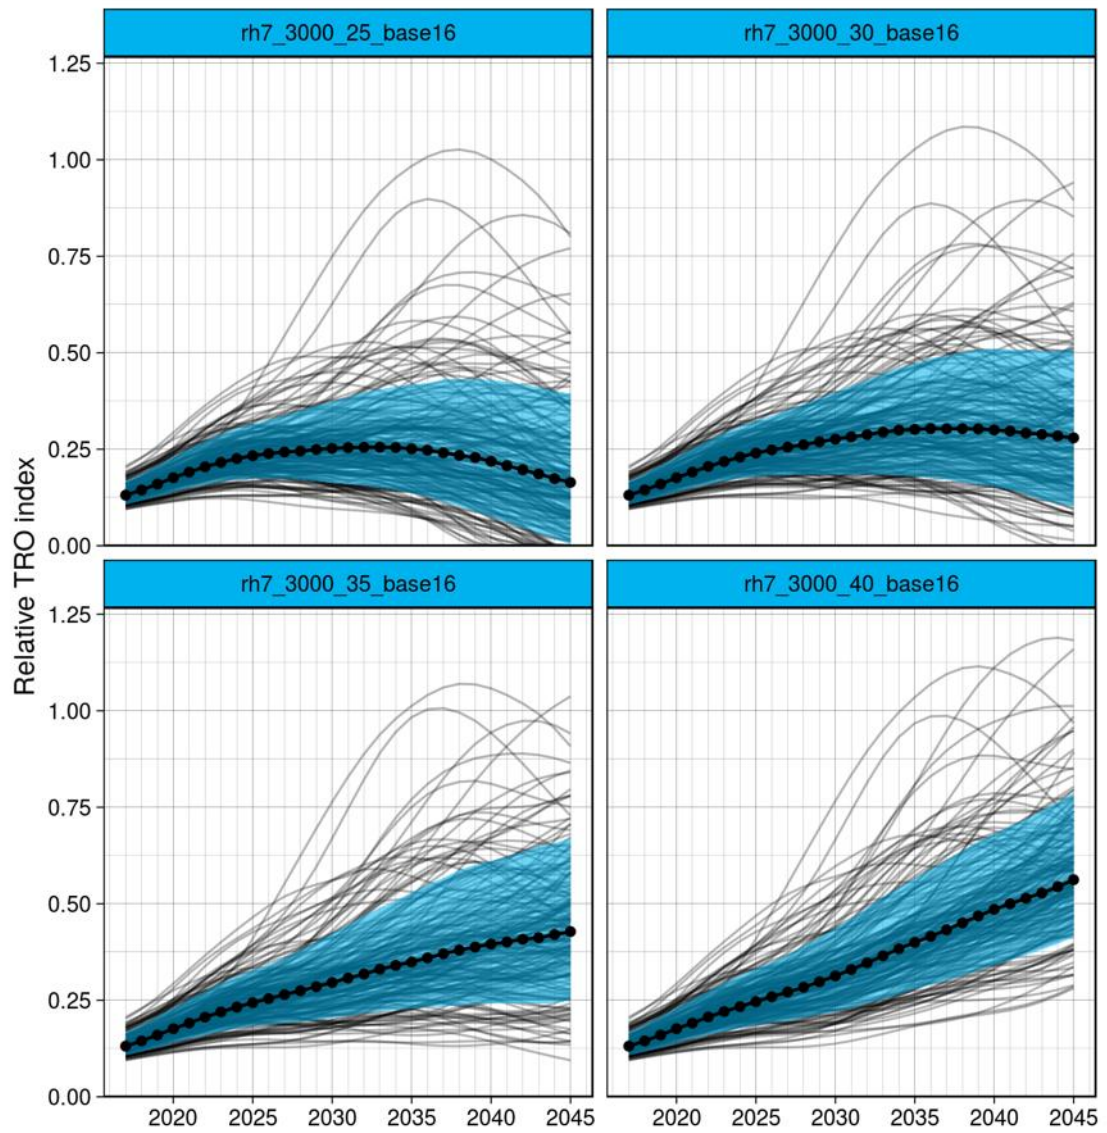 rh7_3000_25_base16
rh7_3000_30_base16
1.25
1.00
0.75
0.50
0.25
0.00
rh7_3000_35_base16
rh7_3000_40_base16
1.25
1.00
0.75
0.50
0.25
0.00
Relative TRO index
2020 2025 2030 2035 2040 2045
2020 2025 2030 2035 2040 2045